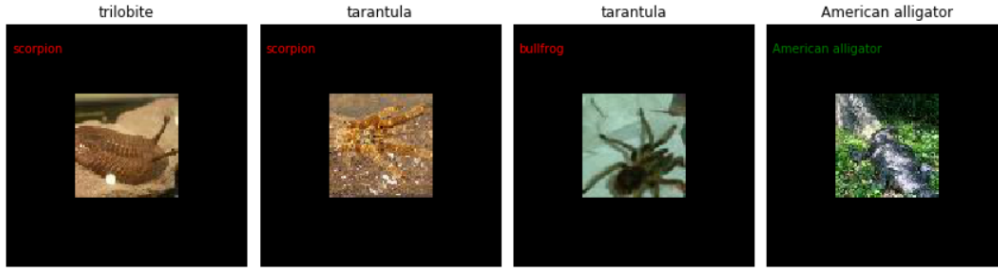 trilobite
scorpion
tarantula
scorpion
tarantula
bullfrog
American alligator
American alligator